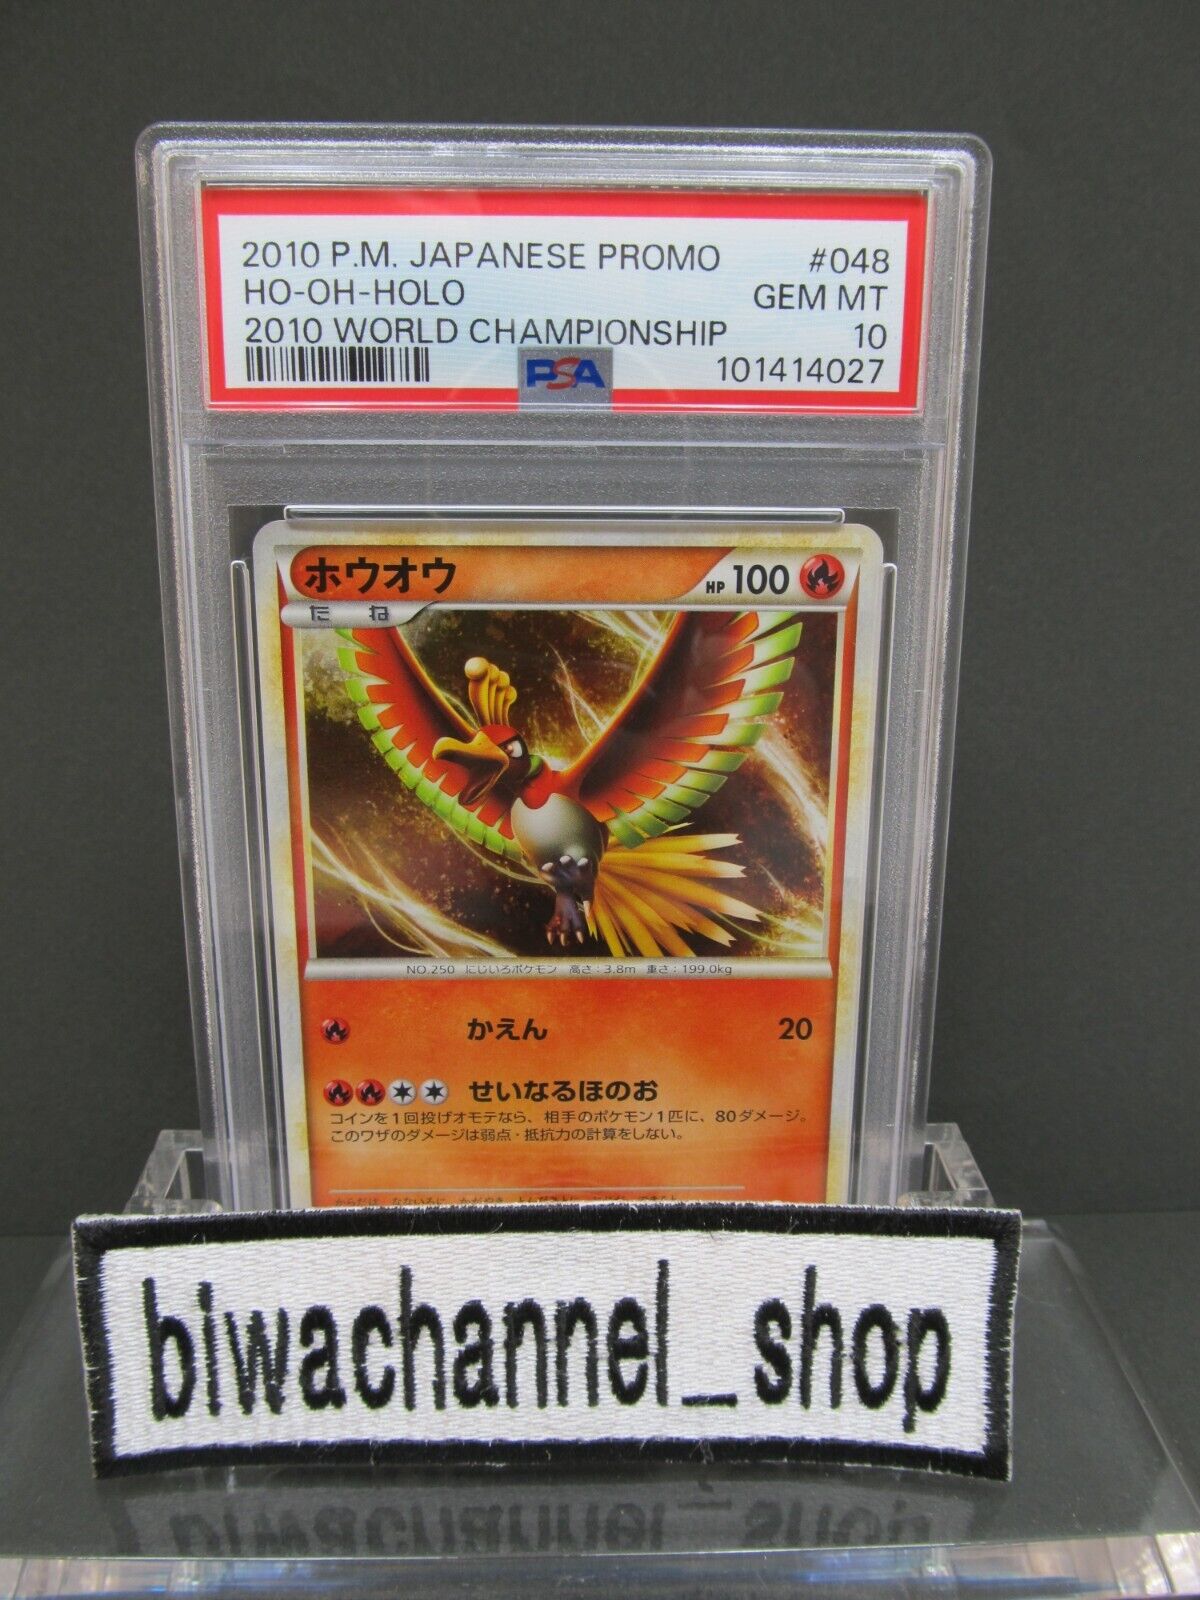 2010 P.M. JAPANESE PROMO #048
HO-OH-HOLO GEM MT
2010 WORLD CHAMPIONSHIP 10
PSA 101414027
ホウオウ HP 100
たね
NO.250 にじいろポケモン 高さ:3.8m 重さ:199.0kg
かえん 20
せいなるほのお
コインを1回投げオモテなら、相手のポケモン1匹に、80ダメージ。
このワザのダメージは弱点・抵抗力の計算をしない。
biwachannel_shop